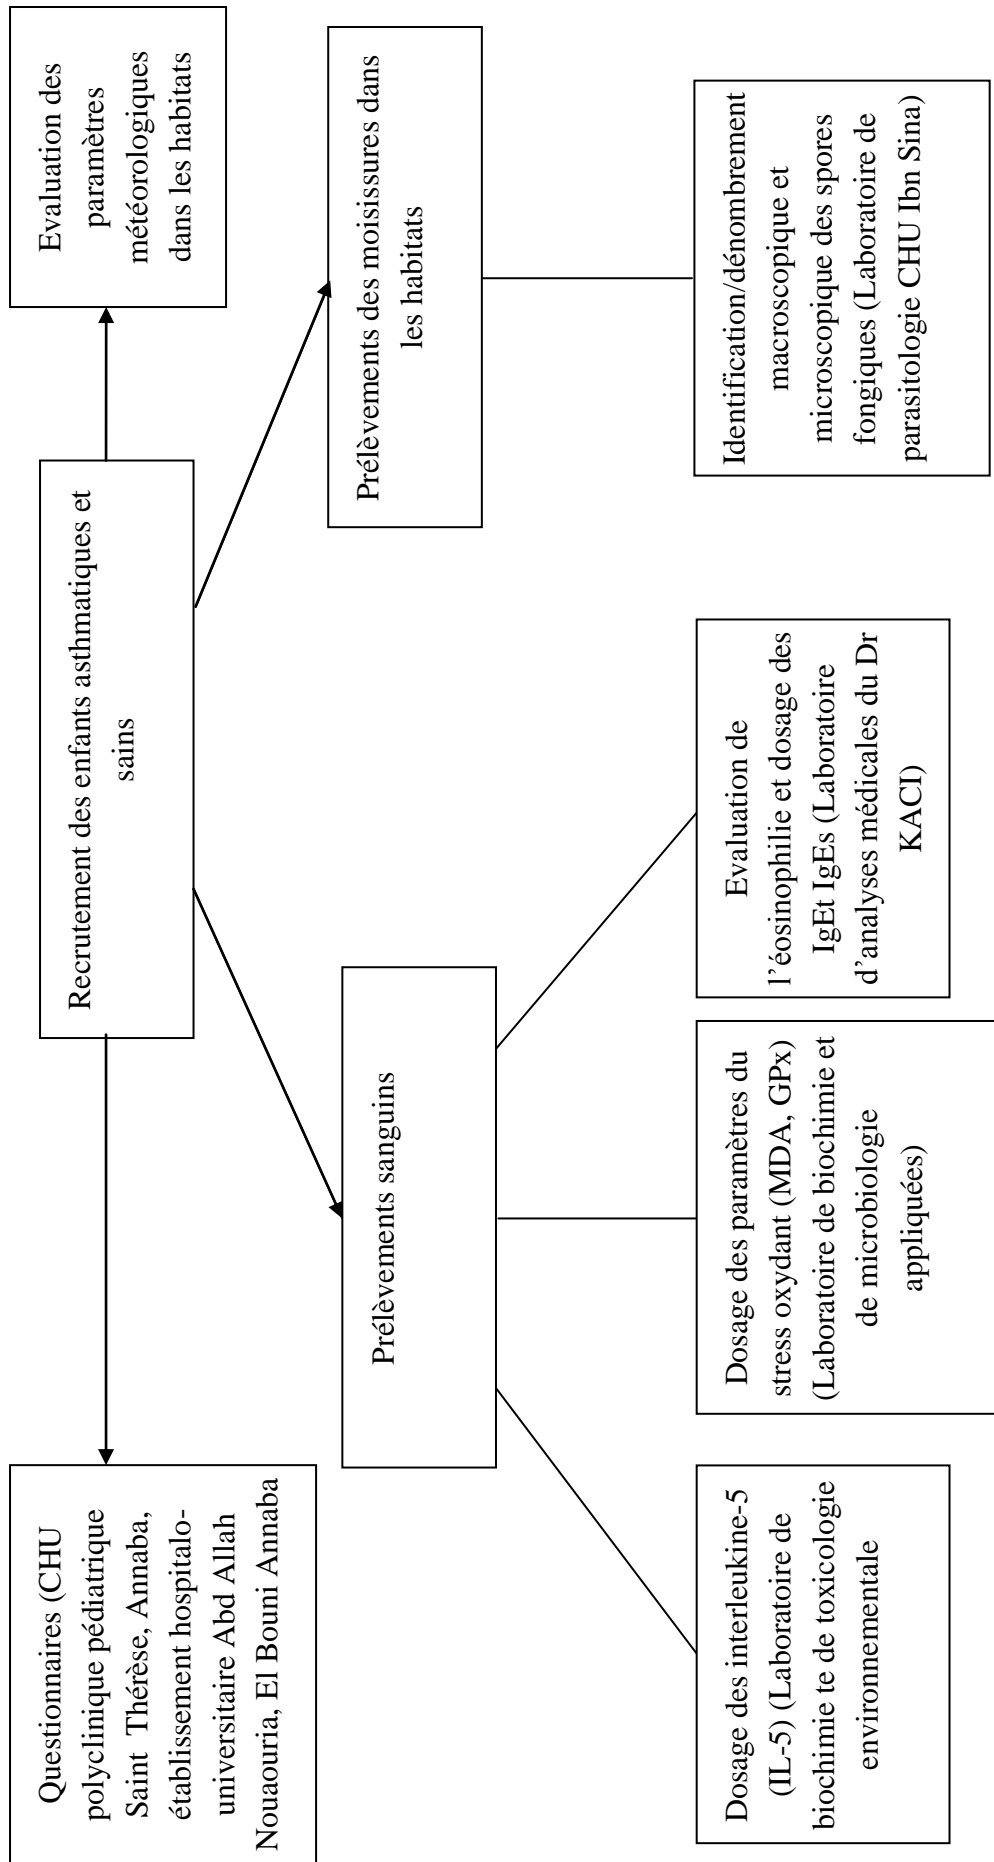 Questionnaires (CHU
polyclinique pédiatrique
Saint Thérèse, Annaba,
établissement hospitalo-
universitaire Abd Allah
Nouaouria, El Bouni Annaba
Recrutement des enfants asthmatiques et
sains
Evaluation des
paramètres
météorologiques
dans les habitats
Prélèvements sanguins
Prélèvements des moisissures dans
les habitats
Dosage des interleukine-5
(IL-5) (Laboratoire de
biochimie te de toxicologie
environnementale
Dosage des paramètres du
stress oxydant (MDA, GPx)
(Laboratoire de biochimie et
de microbiologie
appliquées)
Evaluation de
l’éosinophilie et dosage des
IgEt IgEs (Laboratoire
d’analyses médicales du Dr
KACI)
Identification/dénombrement
macroscopique et
microscopique des spores
fongiques (Laboratoire de
parasitologie CHU Ibn Sina)